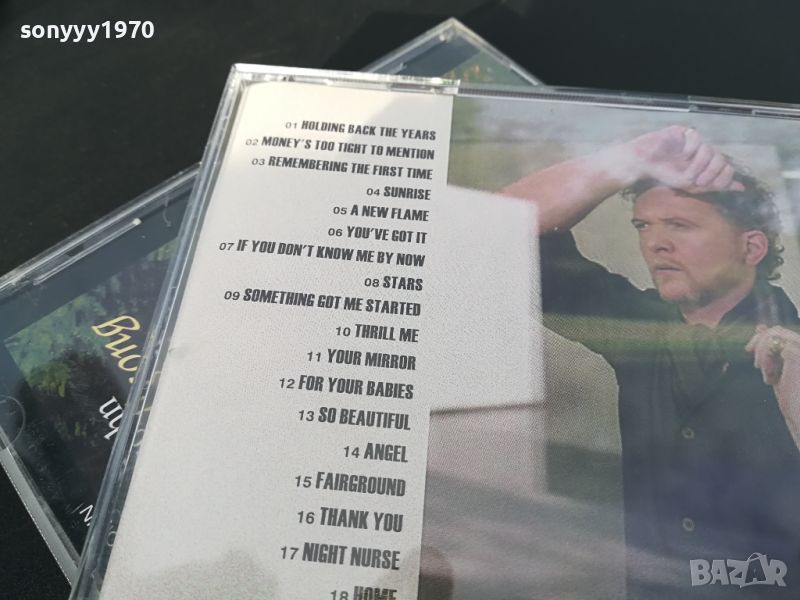 sonyyy1970
01 HOLDING BACK THE YEARS
02 MONEY'S TOO TIGHT TO MENTION
03 REMEMBERING THE FIRST TIME
04 SUNRISE
05 A NEW FLAME
06 YOU'VE GOT IT
07 IF YOU DON'T KNOW ME BY NOW
08 STARS
09 SOMETHING GOT ME STARTED
10 THRILL ME
11 YOUR MIRROR
12 FOR YOUR BABIES
13 SO BEAUTIFUL
14 ANGEL
15 FAIRGROUND
16 THANK YOU
17 NIGHT NURSE
18 HOME
BAZAR